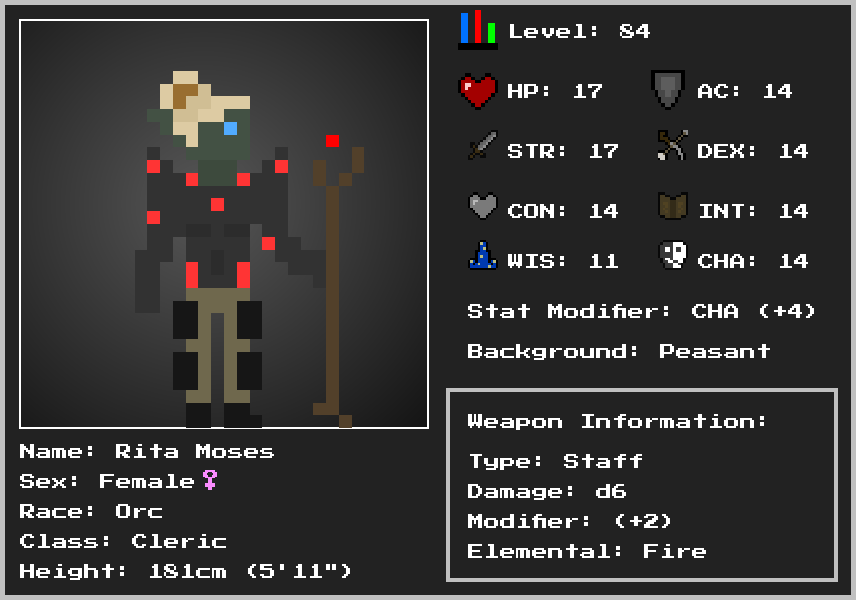 Level: 84
HP: 17
AC: 14
STR: 17
DEX: 14
CON: 14
INT: 14
WIS: 11
CHA: 14
Stat Modifier: CHA (+4)
Background: Peasant
Weapon Information:
Type: Staff
Damage: d6
Modifier: (+2)
Elemental: Fire
Name: Rita Moses
Sex: Female♀
Race: Orc
Class: Cleric
Height: 181cm (5'11")